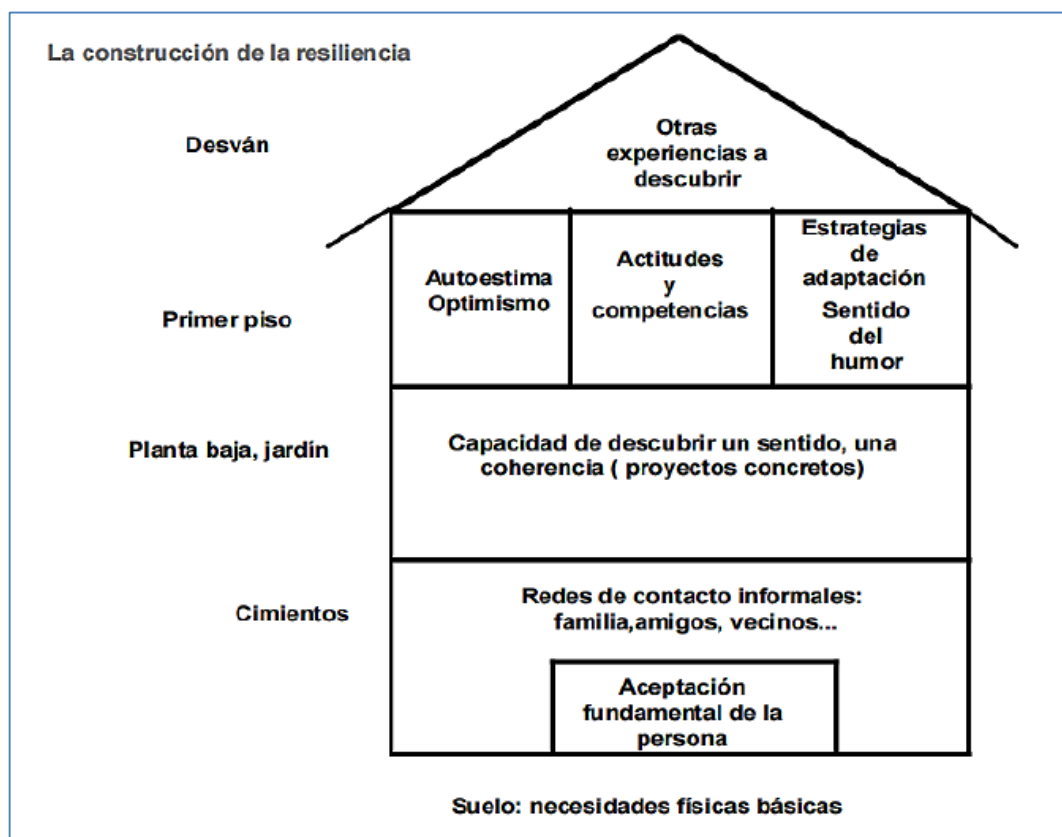 La construcción de la resiliencia
Desván
Otras
experiencias a
descubrir
Primer piso
Autoestima
Optimismo
Actitudes
y
competencias
Estrategias
de
adaptación
Sentido
del
humor
Planta baja, jardín
Capacidad de descubrir un sentido, una
coherencia ( proyectos concretos)
Cimientos
Redes de contacto informales:
familia,amigos, vecinos...
Aceptación
fundamental de la
persona
Suelo: necesidades físicas básicas